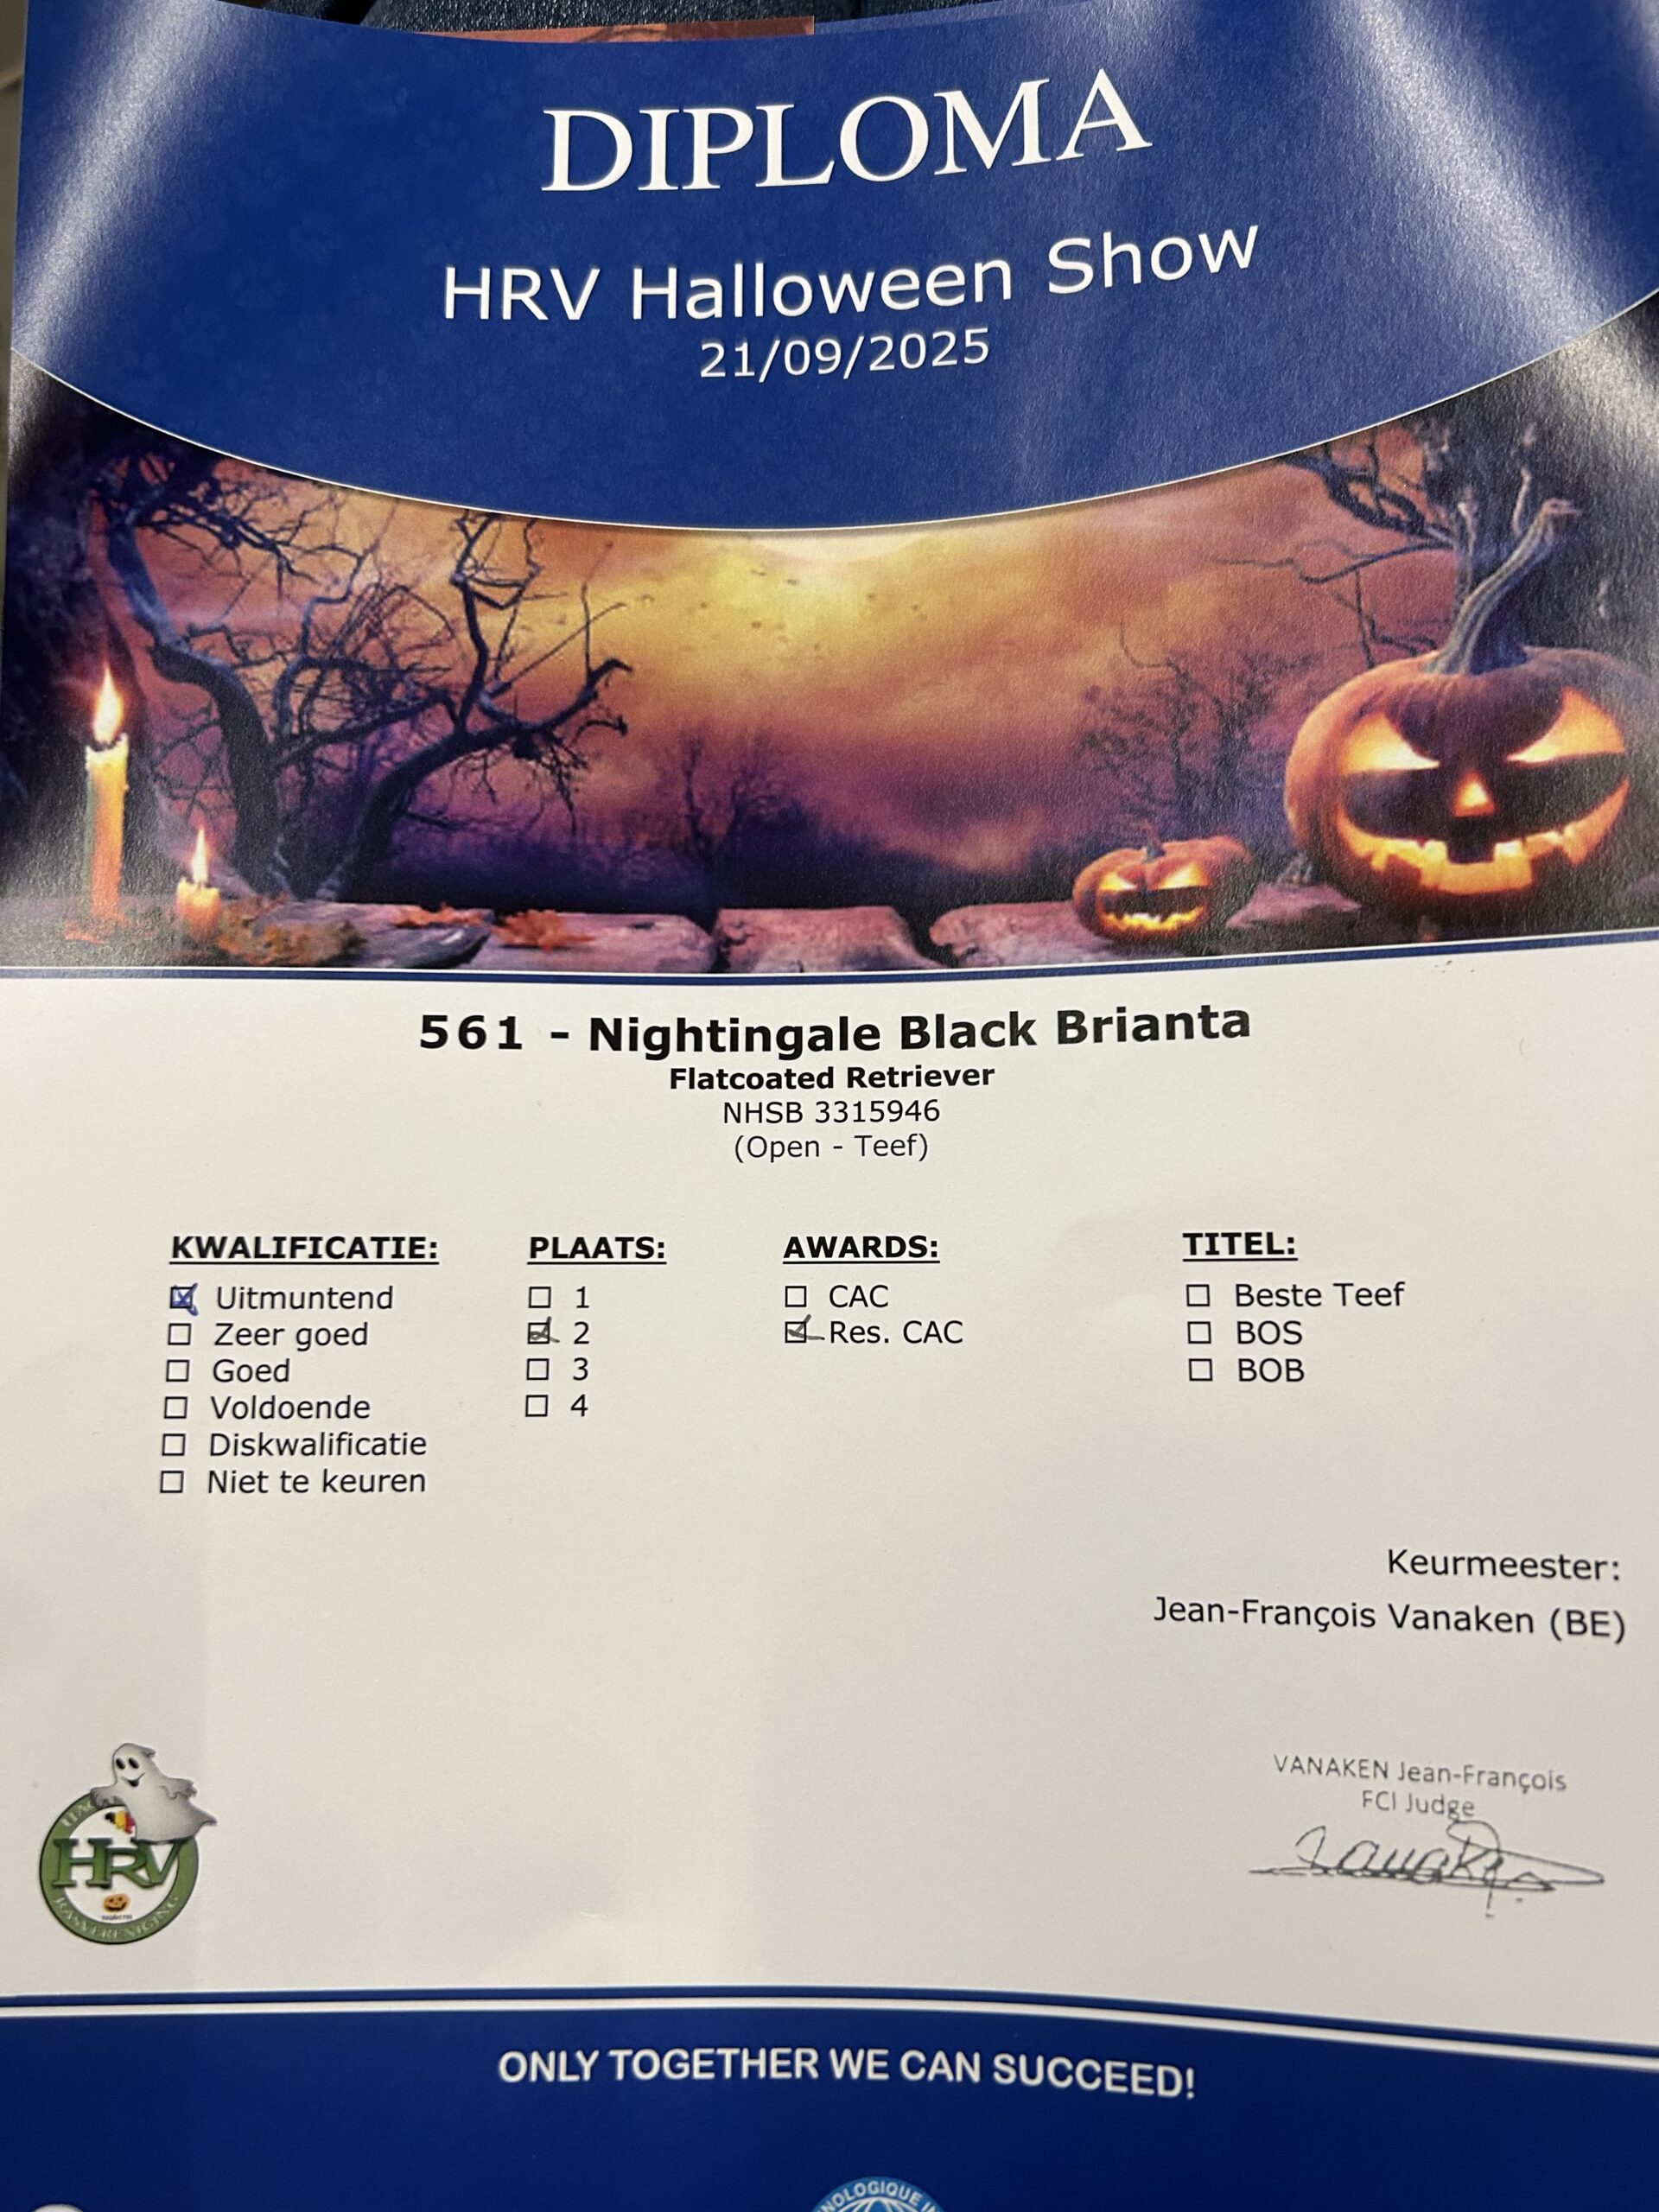 DIPLOMA
HRV Halloween Show
21/09/2025
561 - Nightingale Black Brianta
Flatcoated Retriever
NHSB 3315946
(Open - Teef)
KWALIFICATIE: PLAATS: AWARDS: TITEL:
☒ Uitmuntend ☐ 1 ☐ CAC ☐ Beste Teef
☐ Zeer goed ☑ 2 ☑ Res. CAC ☐ BOS
☐ Goed ☐ 3 ☐ BOB
☐ Voldoende ☐ 4
☐ Diskwalificatie
☐ Niet te keuren
Keurmeester:
Jean-François Vanaken (BE)
VANAKEN Jean-François
FCI Judge
Vanaken
HRV
RASVERENIGING
ONLY TOGETHER WE CAN SUCCEED!